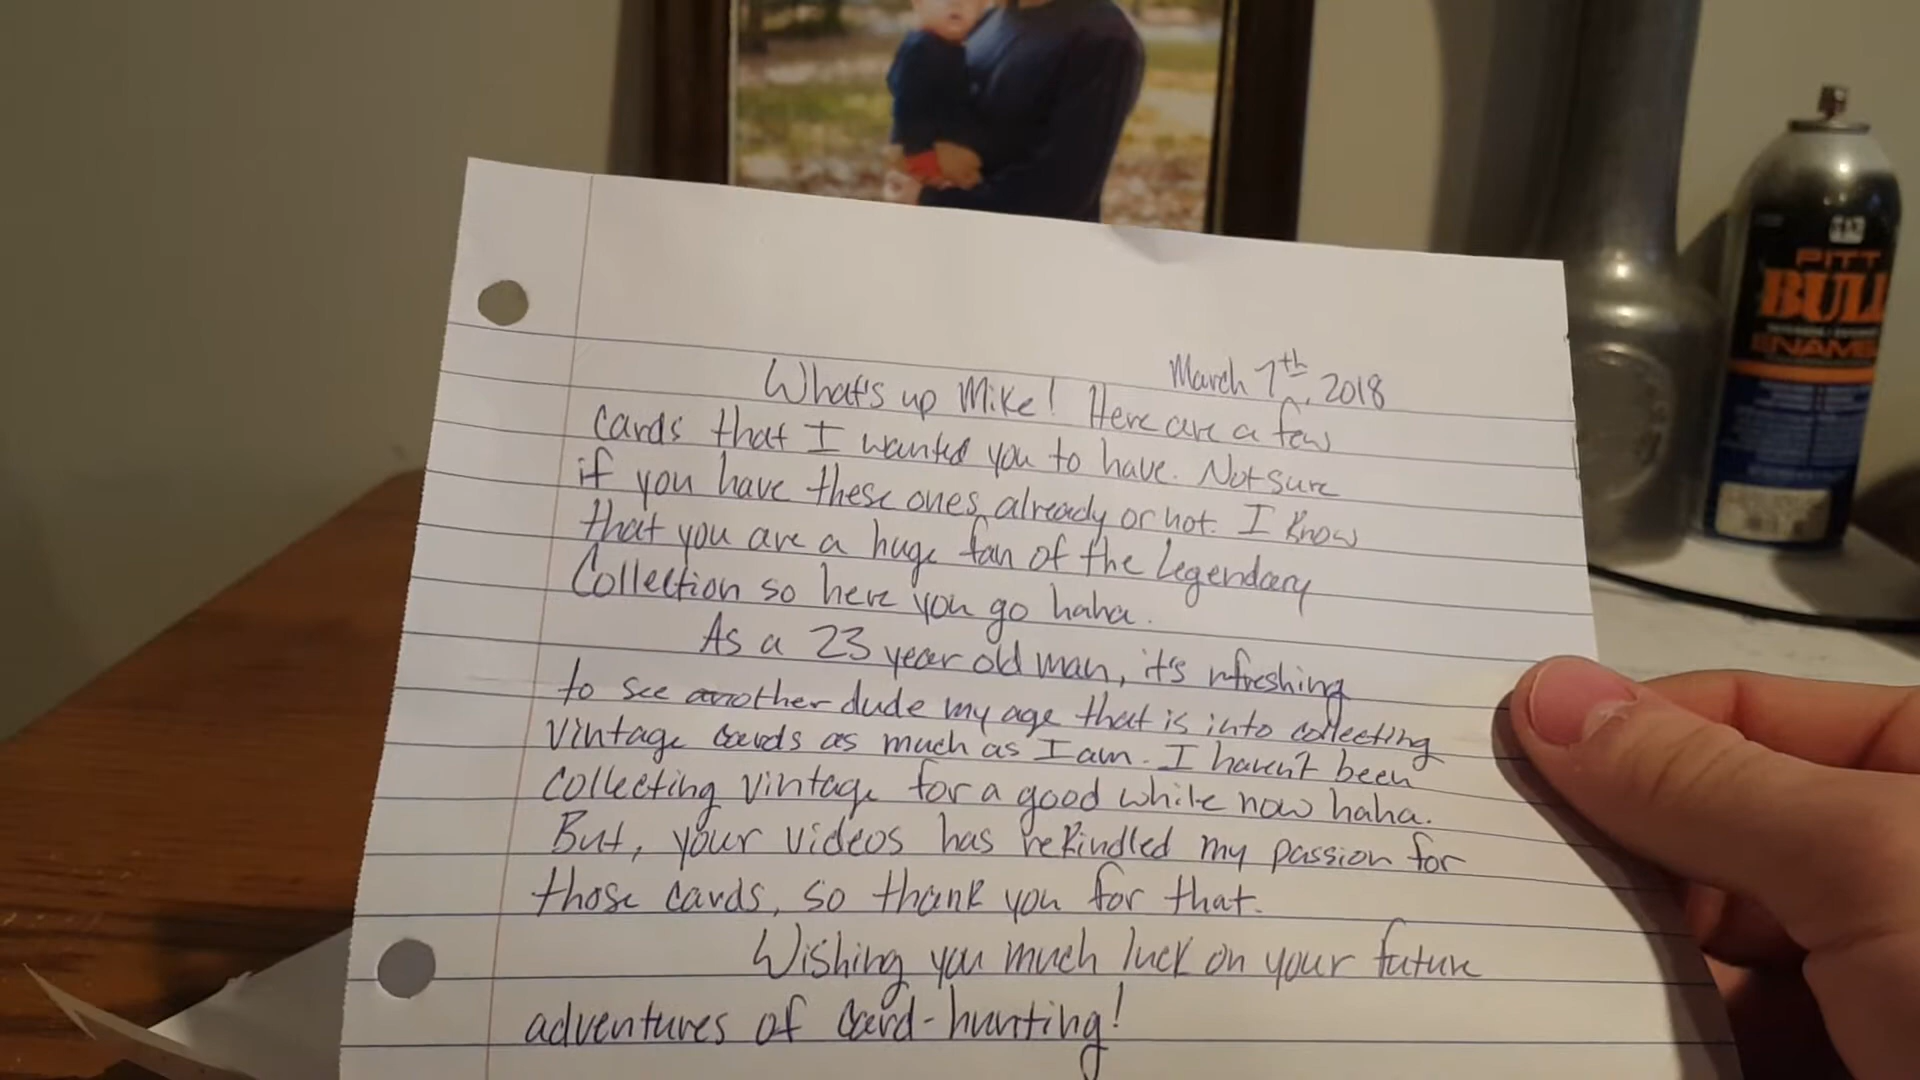 March 7th, 2018
What's up Mike! Here are a few
cards that I wanted you to have. Not sure
if you have these ones already or not. I know
that you are a huge fan of the Legendary
Collection so here you go haha.
As a 23 year old man, it's rfreshing
to see another dude my age that is into collecting
vintage cards as much as I am. I haven't been
collecting vintage for a good while now haha.
But, your videos has rekindled my passion for
those cards, so thank you for that.
Wishing you much luck on your future
adventures of card-hunting!
PITT
BULL
ENAME